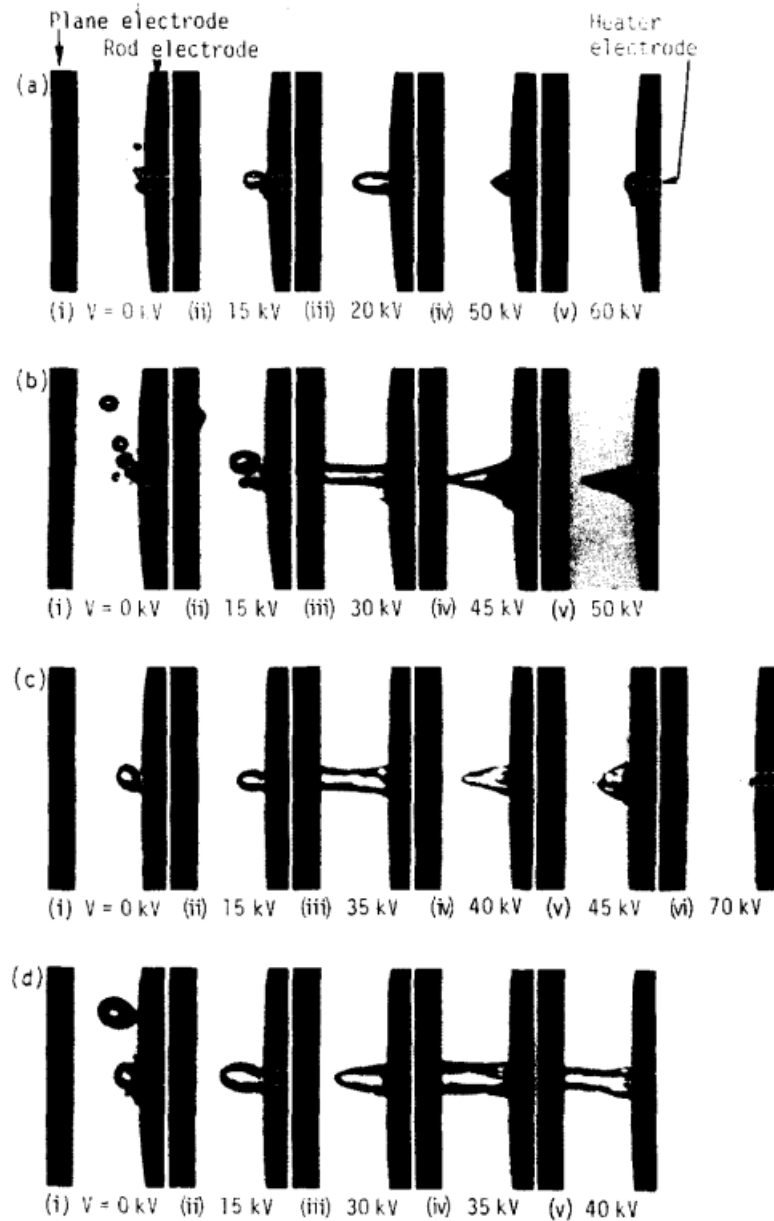 Plane electrode
Rod electrode
Heater
electrode
(a)
(i) V = 0 kV (ii) 15 kV (iii) 20 kV (iv) 50 kV (v) 60 kV
(b)
(i) V = 0 kV (ii) 15 kV (iii) 30 kV (iv) 45 kV (v) 50 kV
(c)
(i) V = 0 kV (ii) 15 kV (iii) 35 kV (iv) 40 kV (v) 45 kV (vi) 70 kV
(d)
(i) V = 0 kV (ii) 15 kV (iii) 30 kV (iv) 35 kV (v) 40 kV